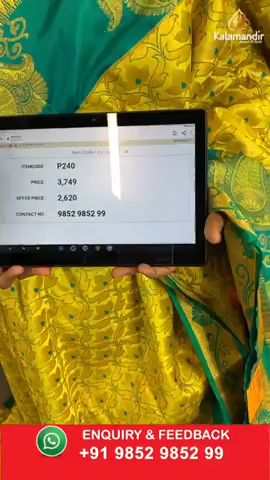 Kalamandir
ITEMCODE P240
PRICE 3,749
OFFER PRICE 2,620
CONTACT NO 9852 9852 99
ENQUIRY & FEEDBACK
+91 9852 9852 99